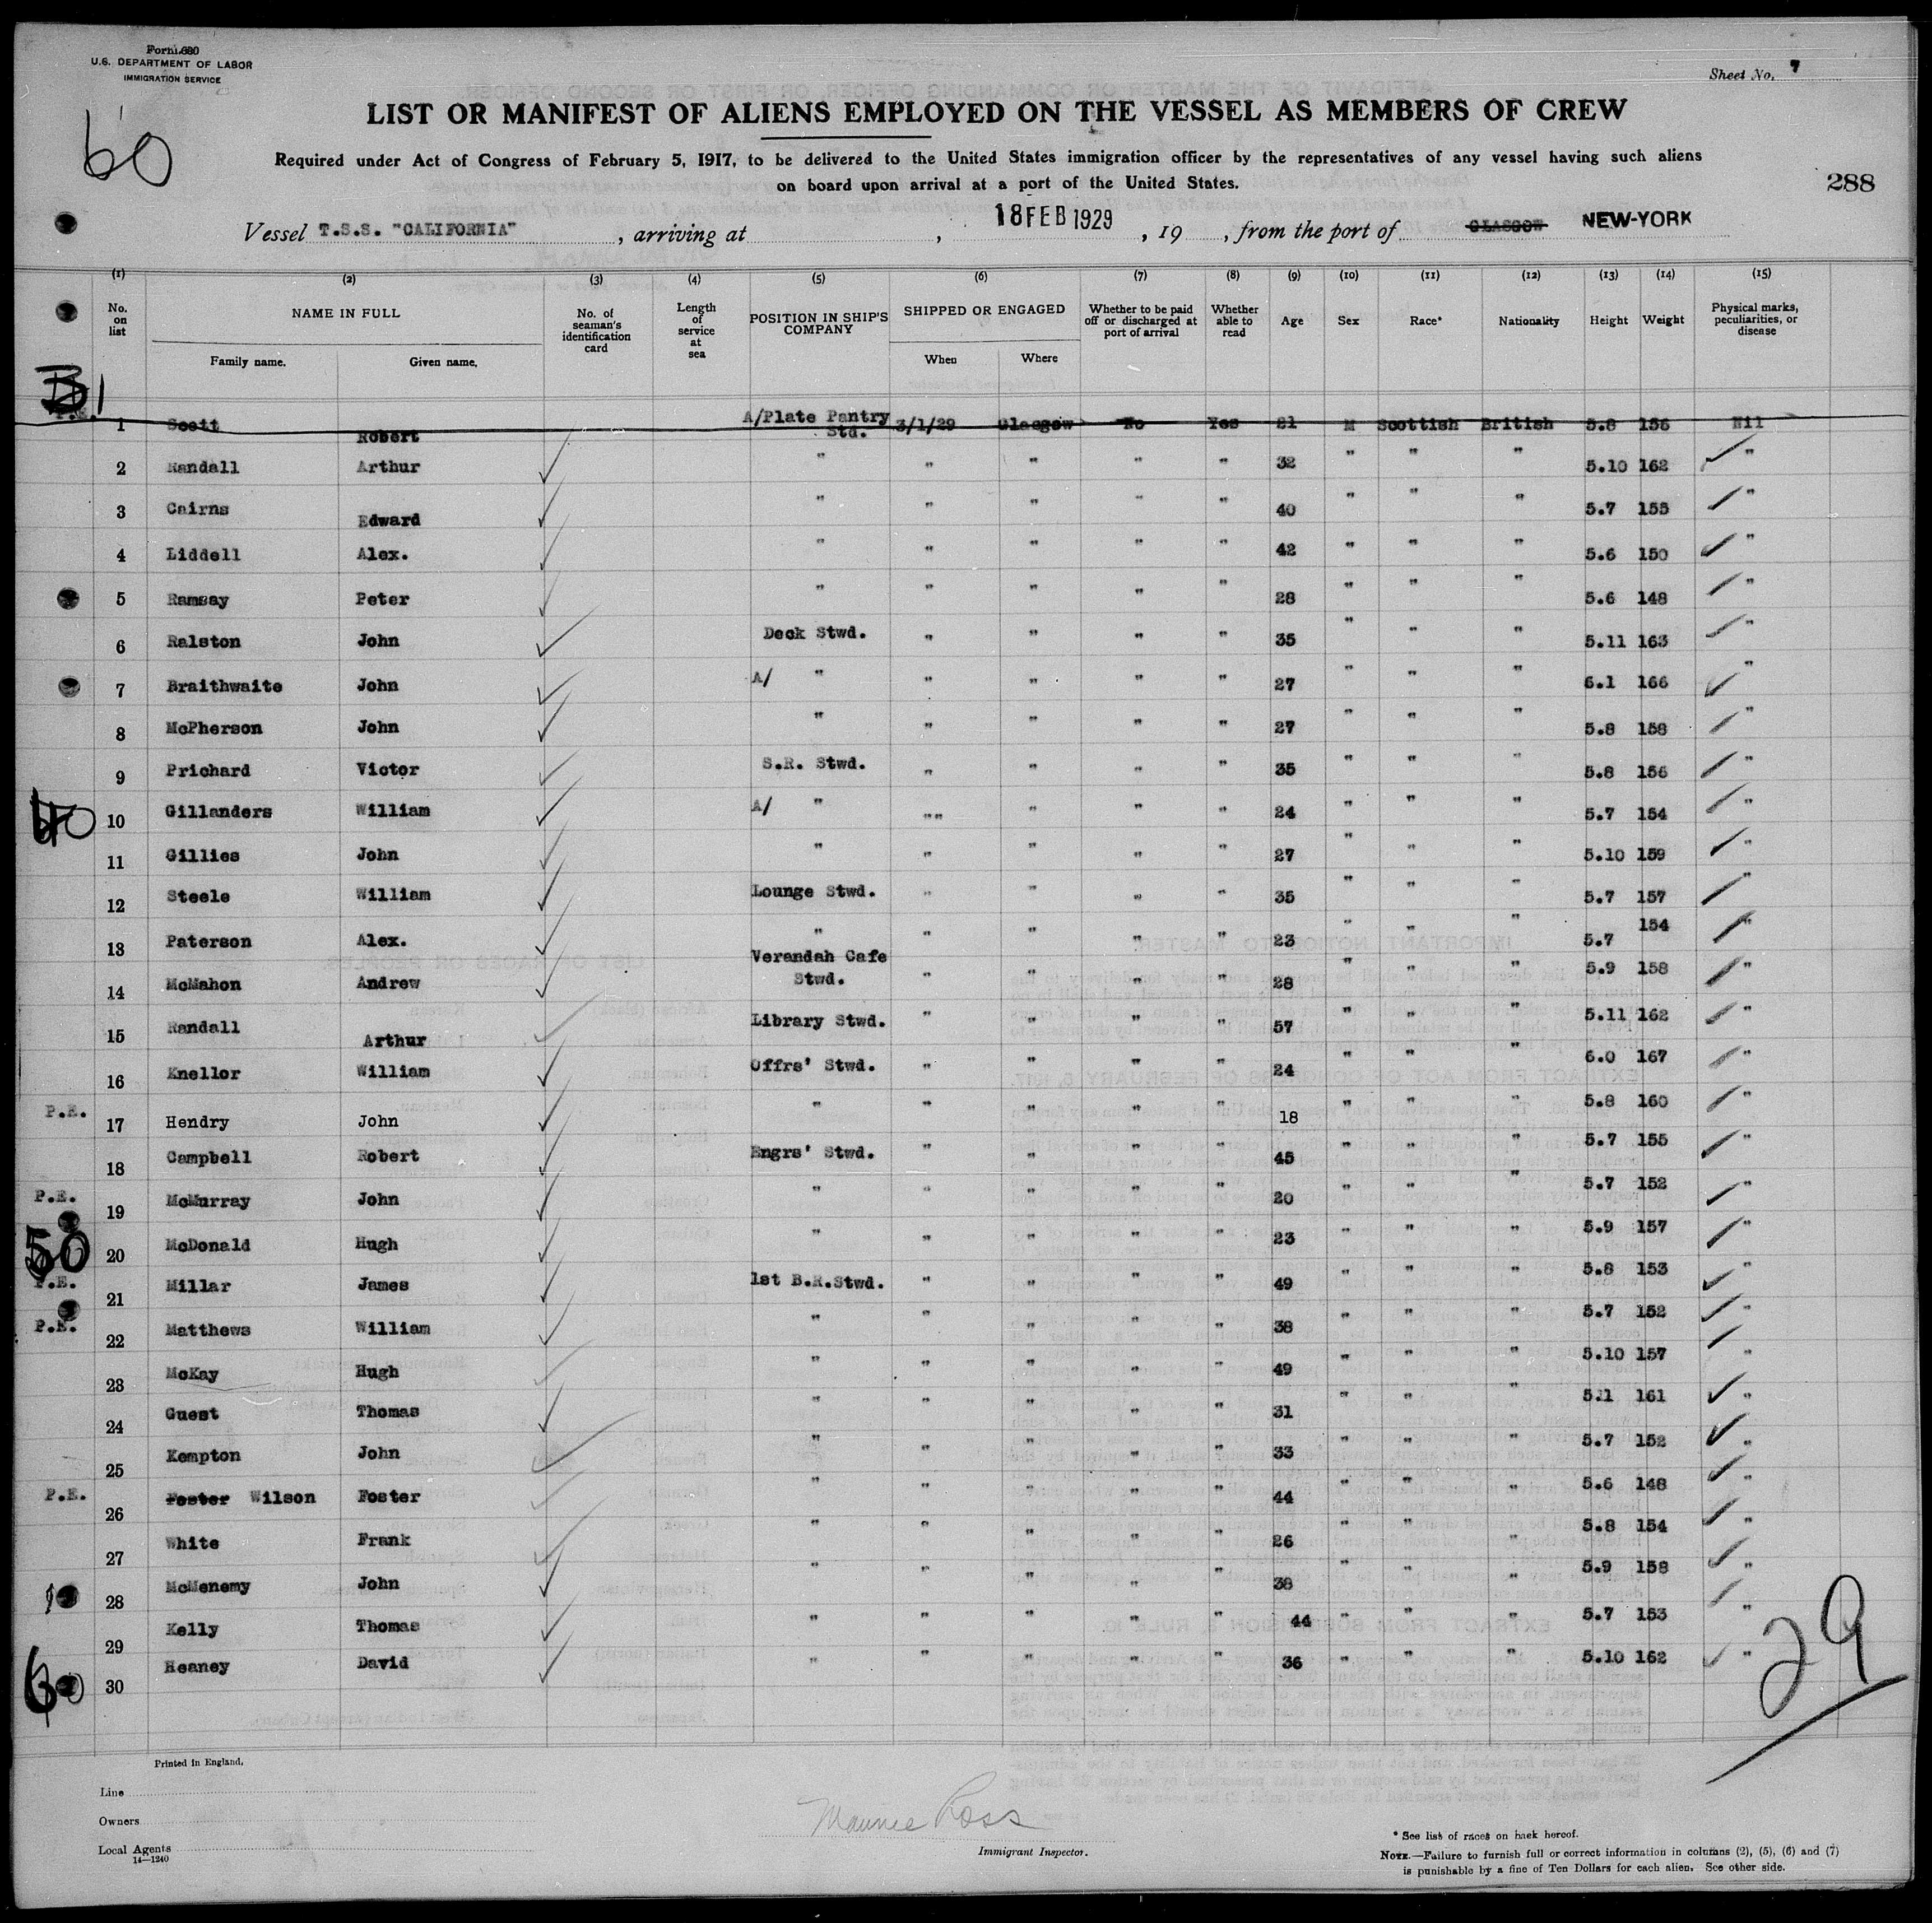 Form 680
U.S. DEPARTMENT OF LABOR
IMMIGRATION SERVICE
Sheet No. 7
60
LIST OR MANIFEST OF ALIENS EMPLOYED ON THE VESSEL AS MEMBERS OF CREW
Required under Act of Congress of February 5, 1917, to be delivered to the United States immigration officer by the representatives of any vessel having such aliens
on board upon arrival at a port of the United States.
288
Vessel T.S.S. "CALIFORNIA", arriving at , 18 FEB 1929, 19 , from the port of GLASGOW NEW-YORK
(1) (2) (3) (4) (5) (6) (7) (8) (9) (10) (11) (12) (13) (14) (15)
No. on list NAME IN FULL Family name. Given name. No. of seaman's identification card Length of service at sea POSITION IN SHIP'S COMPANY SHIPPED OR ENGAGED When Where Whether to be paid off or discharged at port of arrival Whether able to read Age Sex Race* Nationality Height Weight Physical marks, peculiarities, or disease
P.E. 1 Scott Robert A/Plate Pantry Std. 3/1/29 Glasgow No Yes 21 M Scottish British 5.8 156 Nil
2 Randall Arthur " " " " " 32 " " " 5.10 162 "
3 Cairns Edward " " " " " 40 " " " 5.7 155 "
4 Liddell Alex. " " " " " 42 " " " 5.6 150 "
5 Ramsay Peter " " " " " 28 " " " 5.6 148 "
6 Ralston John Deck Stwd. " " " " 35 " " " 5.11 163 "
7 Braithwaite John A/ " " " " " 27 " " " 6.1 166 "
8 McPherson John " " " " " 27 " " " 5.8 158 "
9 Prichard Victor S.R. Stwd. " " " " 35 " " " 5.8 156 "
40 10 Gillanders William A/ " "" " " " 24 " " " 5.7 154 "
11 Gillies John " " " " " 27 " " " 5.10 159 "
12 Steele William Lounge Stwd. " " " " 35 " " " 5.7 157 "
13 Paterson Alex. " " " " " 23 " " " 5.7 154 "
14 McMahon Andrew Verandah Cafe Stwd. " " " " 28 " " " 5.9 158 "
15 Randall Arthur Library Stwd. " " " " 57 " " " 5.11 162 "
16 Knellor William Offrs' Stwd. " " " " 24 " " " 6.0 167 "
P.E. 17 Hendry John " " " " " 18 " " " 5.8 160 "
18 Campbell Robert Engrs' Stwd. " " " " 45 " " " 5.7 155 "
P.E. 19 McMurray John " " " " " 20 " " " 5.7 152 "
50 20 McDonald Hugh " " " " " 23 " " " 5.9 157 "
P.E. 21 Millar James 1st B.R.Stwd. " " " " 49 " " " 5.8 153 "
P.E. 22 Matthews William " " " " " 38 " " " 5.7 152 "
23 McKay Hugh " " " " " 49 " " " 5.10 157 "
24 Guest Thomas " " " " " 31 " " " 5.11 161 "
25 Kempton John " " " " " 33 " " " 5.7 152 "
P.E. 26 Foster Wilson Foster " " " " " 44 " " " 5.6 148 "
27 White Frank " " " " " 26 " " " 5.8 154 "
28 McMenemy John " " " " " 38 " " " 5.9 158 "
29 Kelly Thomas " " " " " 44 " " " 5.7 153 "
60 30 Heaney David " " " " " 36 " " " 5.10 162 "
29
Printed in England.
Line
Owners
Local Agents
14—1240
Maurice Ross
Immigrant Inspector.
* See list of races on back hereof.
NOTE.—Failure to furnish full or correct information in columns (2), (5), (6) and (7)
is punishable by a fine of Ten Dollars for each alien. See other side.